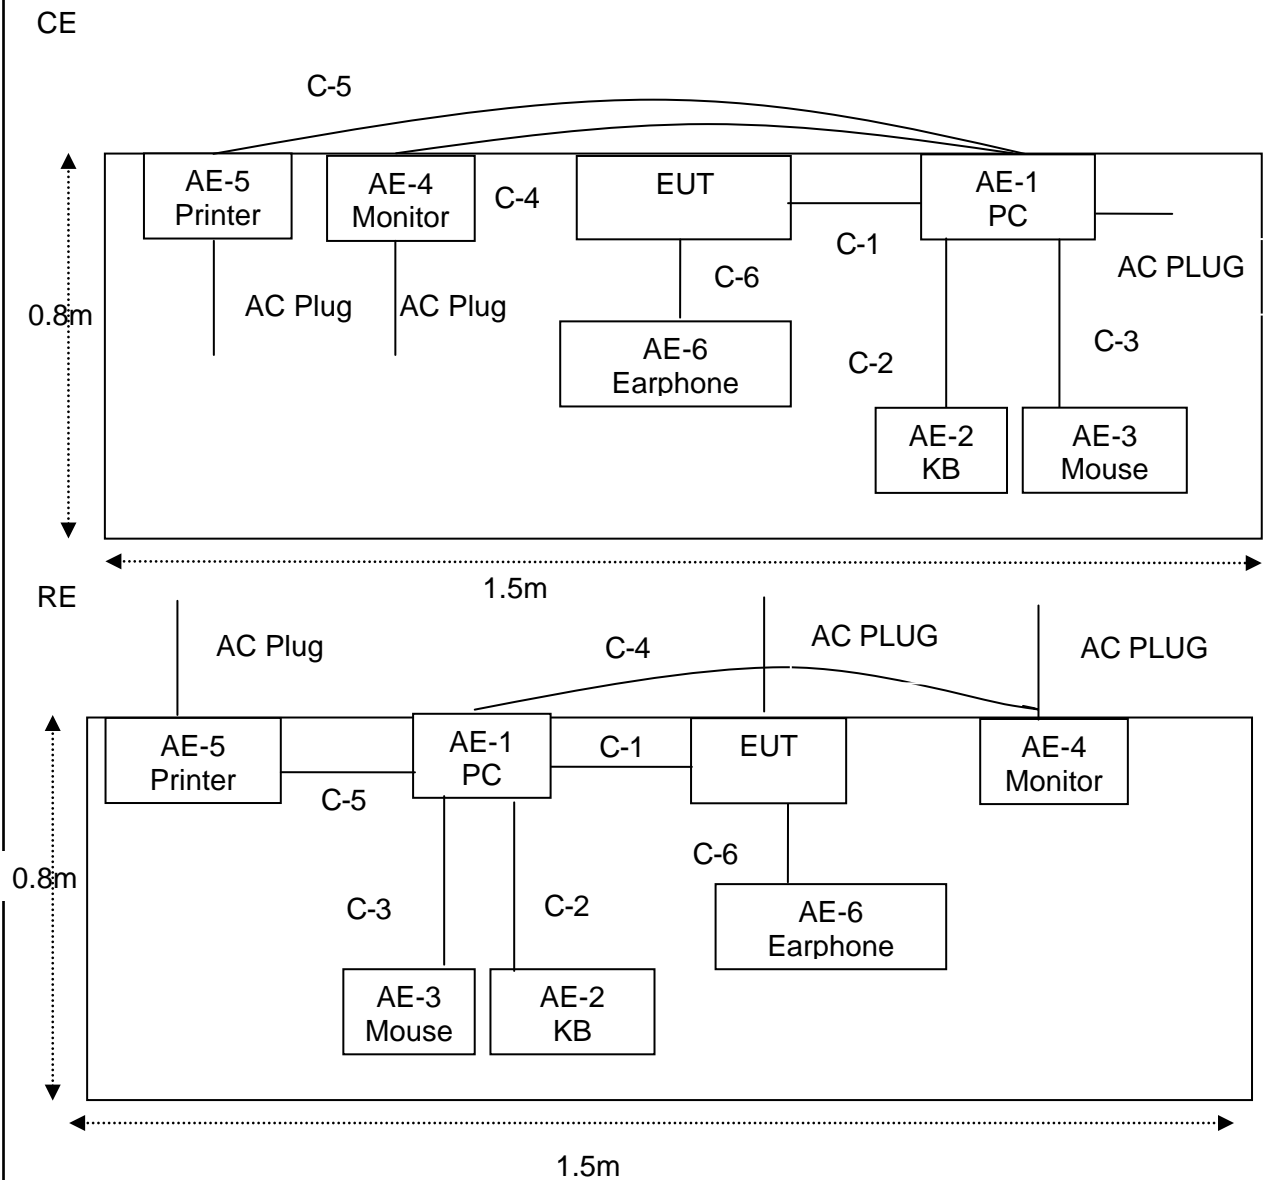 CE
C-5
AE-5
Printer
AE-4
Monitor
C-4
EUT
AE-1
PC
C-1
AC PLUG
C-6
AC Plug
AC Plug
0.8m
AE-6
Earphone
C-2
C-3
AE-2
KB
AE-3
Mouse
1.5m
RE
AC Plug
C-4
AC PLUG
AC PLUG
AE-5
Printer
AE-1
PC
C-1
EUT
AE-4
Monitor
C-5
C-6
0.8m
C-3
C-2
AE-6
Earphone
AE-3
Mouse
AE-2
KB
1.5m